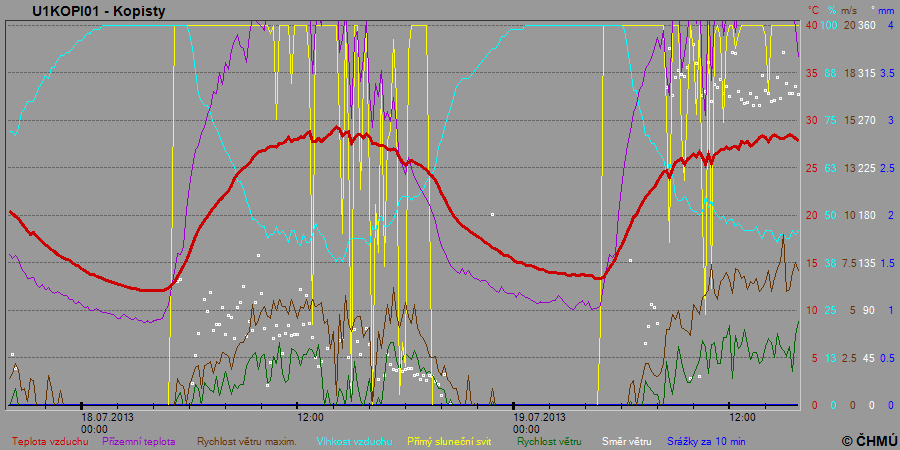 U1KOPI01 - Kopisty
°C % m/s ° mm
40 100 20 360 4
35 88 18 315 3.5
30 75 15 270 3
25 63 13 225 2.5
20 50 10 180 2
15 38 7.5 135 1.5
10 25 5 90 1
5 13 2.5 45 0.5
0 0 0 0 0
18.07.2013 12:00 19.07.2013 12:00
00:00 00:00
Teplota vzduchu Přízemní teplota Rychlost větru maxim. Vlhkost vzduchu Přímý sluneční svit Rychlost větru Směr větru Srážky za 10 min © ČHMÚ